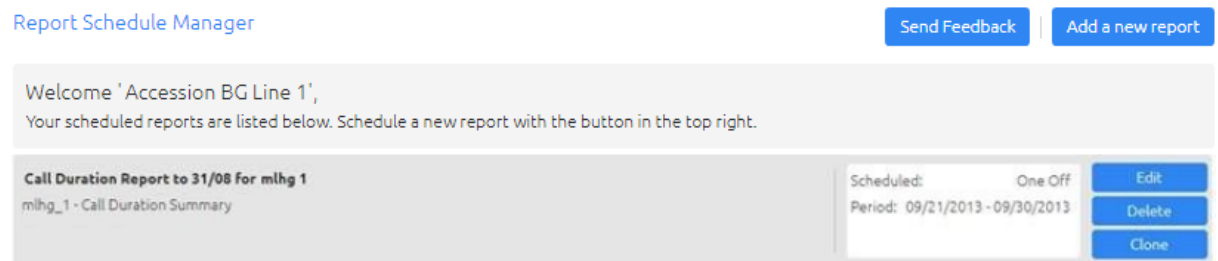 Report Schedule Manager
Send Feedback
Add a new report
Welcome 'Accession BG Line 1',
Your scheduled reports are listed below. Schedule a new report with the button in the top right.
Call Duration Report to 31/08 for mlhg 1
mlhg_1 - Call Duration Summary
Scheduled: One Off
Period: 09/21/2013 - 09/30/2013
Edit
Delete
Clone